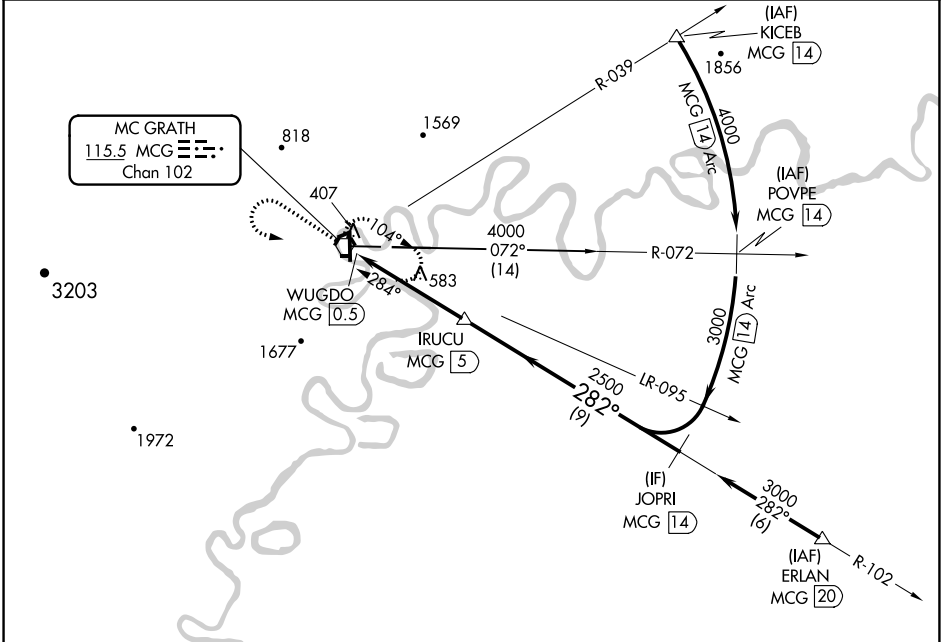 (IAF)
KICEB
MCG 14
1856
R-039
MCG 14 Arc
4000
MC GRATH
115.5 MCG
Chan 102
818
1569
407
104°
4000
072°
(14)
R-072
(IAF)
POVPE
MCG 14
3203
583
284°
WUGDO
MCG 0.5
IRUCU
MCG 5
1677
3000
MCG 14 Arc
LR-095
2500
282°
(9)
1972
(IF)
JOPRI
MCG 14
3000
282°
(6)
(IAF)
ERLAN
MCG 20
R-102